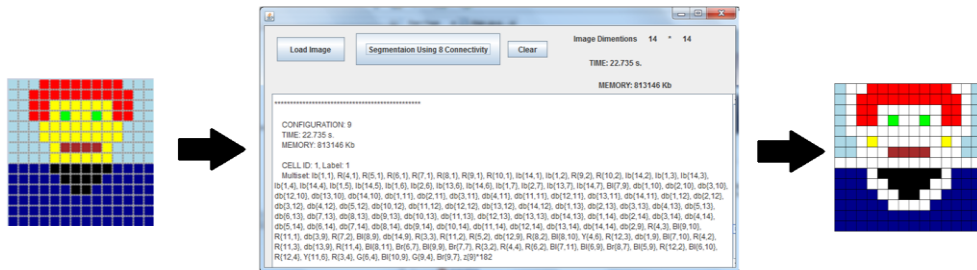 Load Image
Segmentaion Using 8 Connectivity
Clear
Image Dimentions 14 * 14
TIME: 22.735 s.
MEMORY: 813146 Kb
**********************************************
CONFIGURATION: 9
TIME: 22.735 s.
MEMORY: 813146 Kb
CELL ID: 1, Label: 1
Multiset: lb{1,1}, R{4,1}, R{5,1}, R{6,1}, R{7,1}, R{8,1}, R{9,1}, R{10,1}, lb{14,1}, lb{1,2}, R{9,2}, R{10,2}, lb{14,2}, lb{1,3}, lb{14,3},
lb{1,4}, lb{14,4}, lb{1,5}, lb{14,5}, lb{1,6}, lb{2,6}, lb{13,6}, lb{14,6}, lb{1,7}, lb{2,7}, lb{13,7}, lb{14,7}, Bl{7,9}, db{1,10}, db{2,10}, db{3,10},
db{12,10}, db{13,10}, db{14,10}, db{1,11}, db{2,11}, db{3,11}, db{4,11}, db{11,11}, db{12,11}, db{13,11}, db{14,11}, db{1,12}, db{2,12},
db{3,12}, db{4,12}, db{5,12}, db{10,12}, db{11,12}, db{12,12}, db{13,12}, db{14,12}, db{1,13}, db{2,13}, db{3,13}, db{4,13}, db{5,13},
db{6,13}, db{7,13}, db{8,13}, db{9,13}, db{10,13}, db{11,13}, db{12,13}, db{13,13}, db{14,13}, db{1,14}, db{2,14}, db{3,14}, db{4,14},
db{5,14}, db{6,14}, db{7,14}, db{8,14}, db{9,14}, db{10,14}, db{11,14}, db{12,14}, db{13,14}, db{14,14}, db{2,9}, R{4,3}, Bl{9,10},
R{11,1}, db{3,9}, R{7,2}, Bl{8,9}, db{14,9}, R{3,3}, R{11,2}, R{5,2}, db{12,9}, R{8,2}, Bl{8,10}, Y{4,6}, R{12,3}, db{1,9}, Bl{7,10}, R{4,2},
R{11,3}, db{13,9}, R{11,4}, Bl{8,11}, Br{6,7}, Bl{9,9}, Br{7,7}, R{3,2}, R{4,4}, R{6,2}, Bl{7,11}, Bl{6,9}, Br{8,7}, Bl{5,9}, R{12,2}, Bl{6,10},
R{12,4}, Y{11,6}, R{3,4}, G{6,4}, Bl{10,9}, G{9,4}, Br{9,7}, z{9}*182